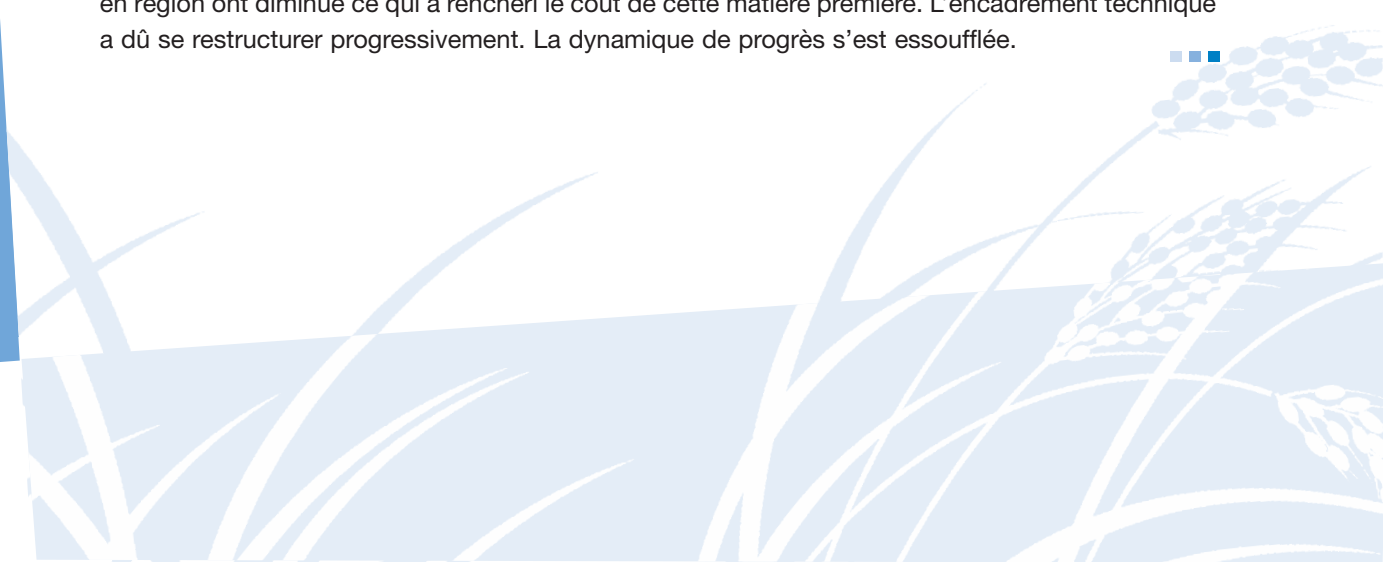 en région ont diminué ce qui a renchéri le coût de cette matière première. L’encadrement technique
a dû se restructurer progressivement. La dynamique de progrès s’est essoufflée.